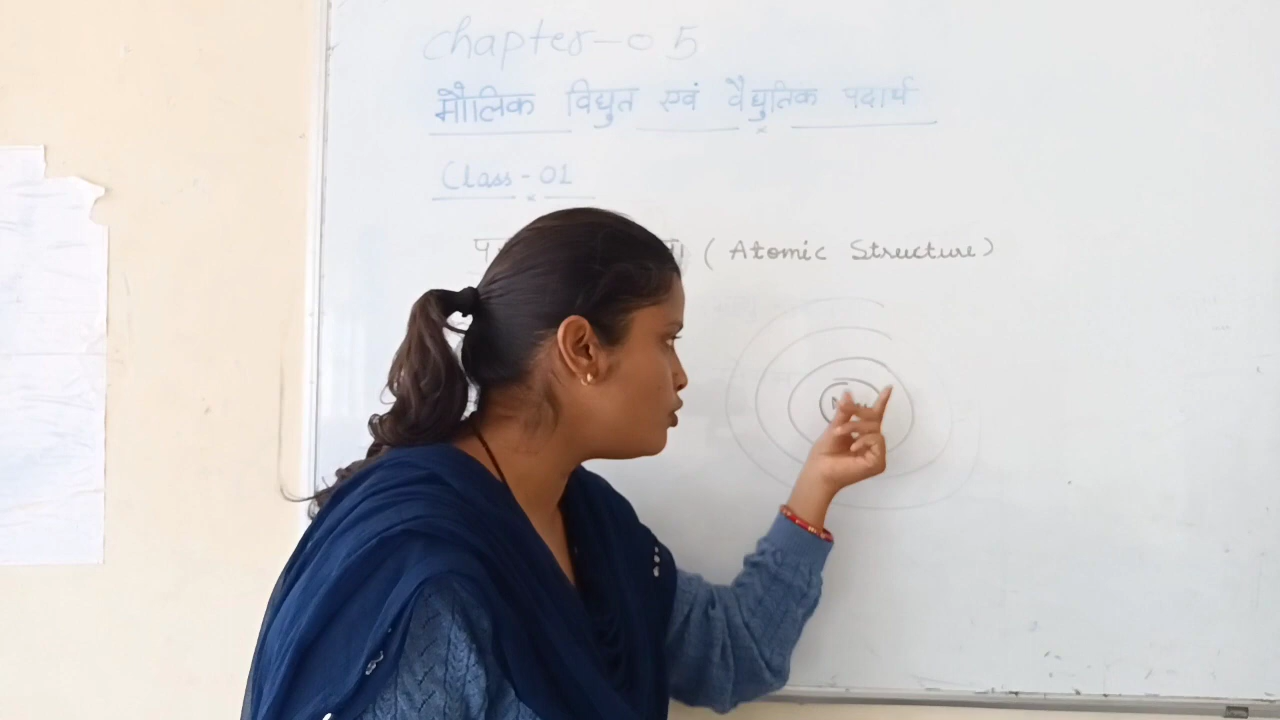 Chapter-05
मौलिक विद्युत एवं वैद्युतिक पदार्थ
Class-01
(Atomic Structure)